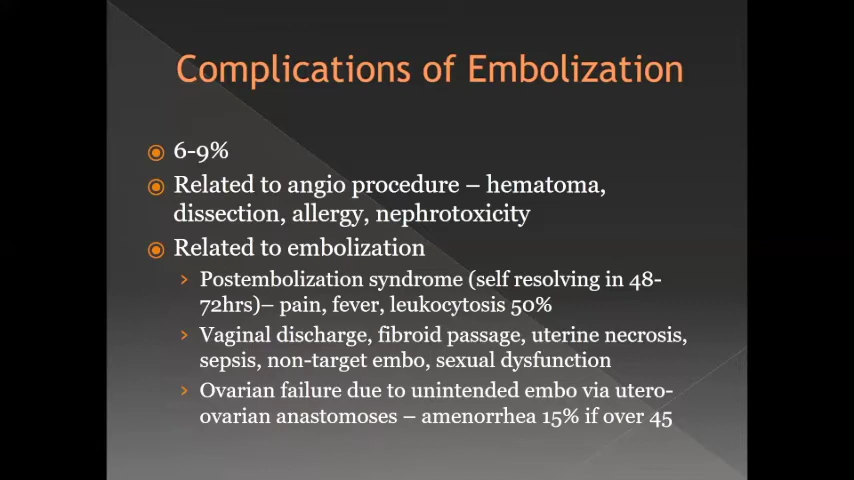 Complications of Embolization
6-9%
Related to angio procedure – hematoma,
dissection, allergy, nephrotoxicity
Related to embolization
Postembolization syndrome (self resolving in 48-
72hrs)– pain, fever, leukocytosis 50%
Vaginal discharge, fibroid passage, uterine necrosis,
sepsis, non-target embo, sexual dysfunction
Ovarian failure due to unintended embo via utero-
ovarian anastomoses – amenorrhea 15% if over 45